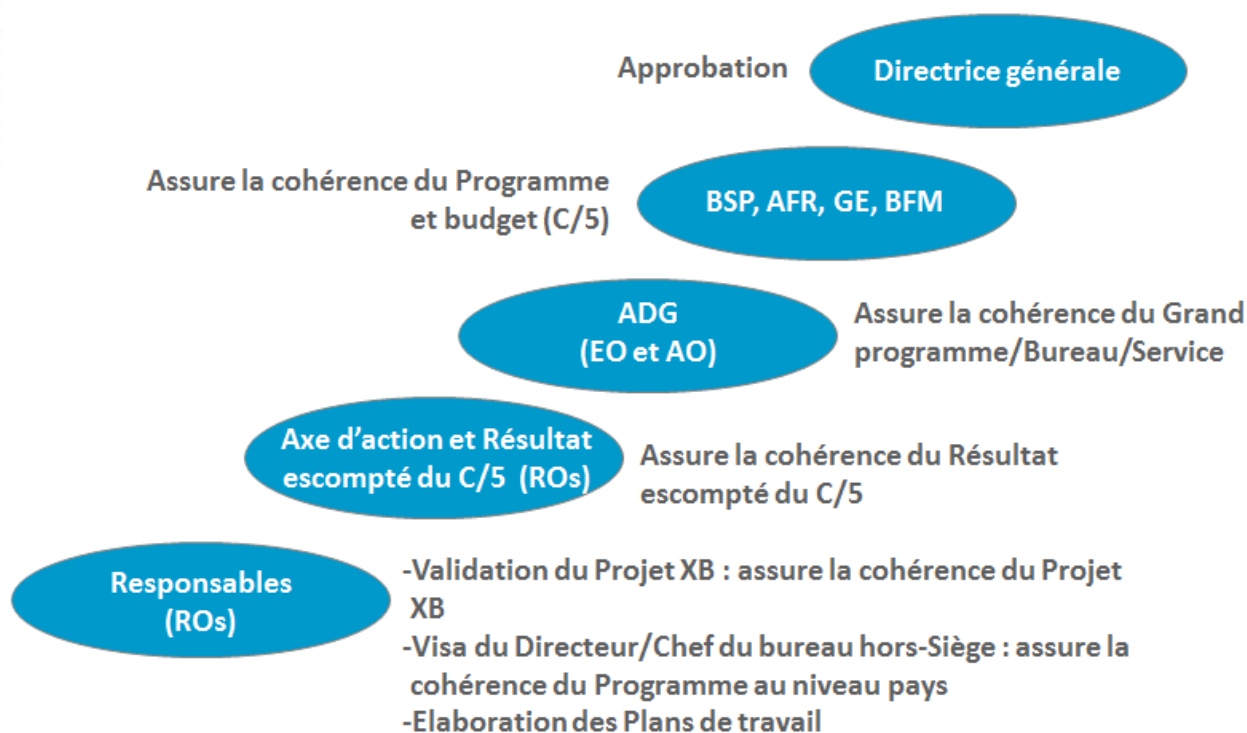 Approbation
Directrice générale
Assure la cohérence du Programme
et budget (C/5)
BSP, AFR, GE, BFM
ADG
(EO et AO)
Assure la cohérence du Grand
programme/Bureau/Service
Axe d’action et Résultat
escompté du C/5 (ROs)
Assure la cohérence du Résultat
escompté du C/5
Responsables
(ROs)
-Validation du Projet XB : assure la cohérence du Projet
XB
-Visa du Directeur/Chef du bureau hors-Siège : assure la
cohérence du Programme au niveau pays
-Elaboration des Plans de travail